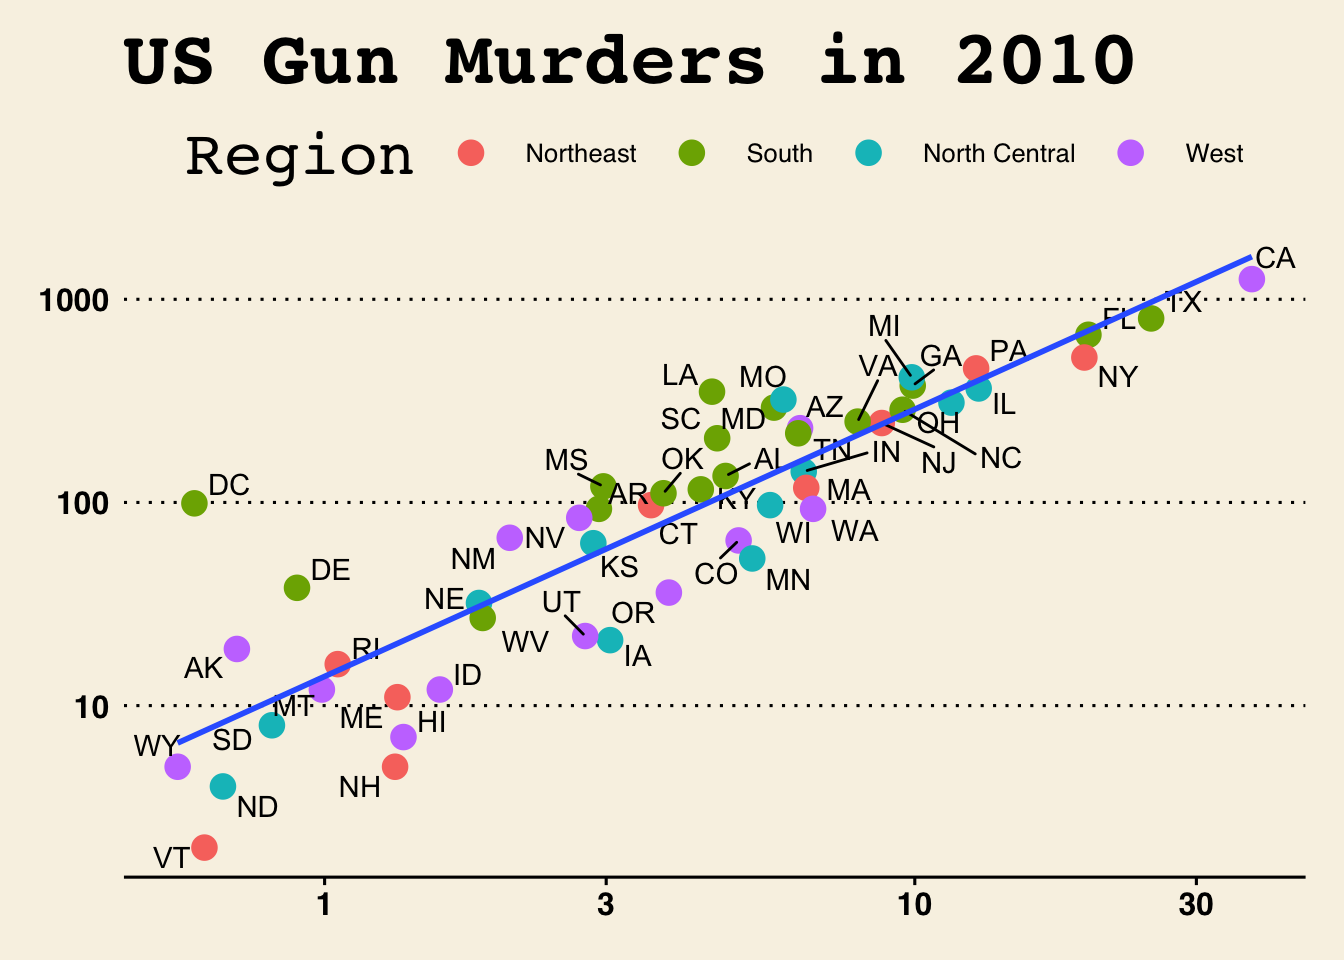 US Gun Murders in 2010
Region Northeast South North Central West
CA
1000
TX
FL
MI
PA
GA
VA
NY
LA
MO
IL
AZ
SC
MD
OH
TN
IN
NC
NJ
MS
OK
AL
DC
AR
MA
100
KY
WA
WI
CT
NV
NM
KS
CO
MN
DE
NE
UT
OR
WV
RI
IA
AK
ID
10
MT
ME
HI
SD
WY
NH
ND
VT
1 3 10 30